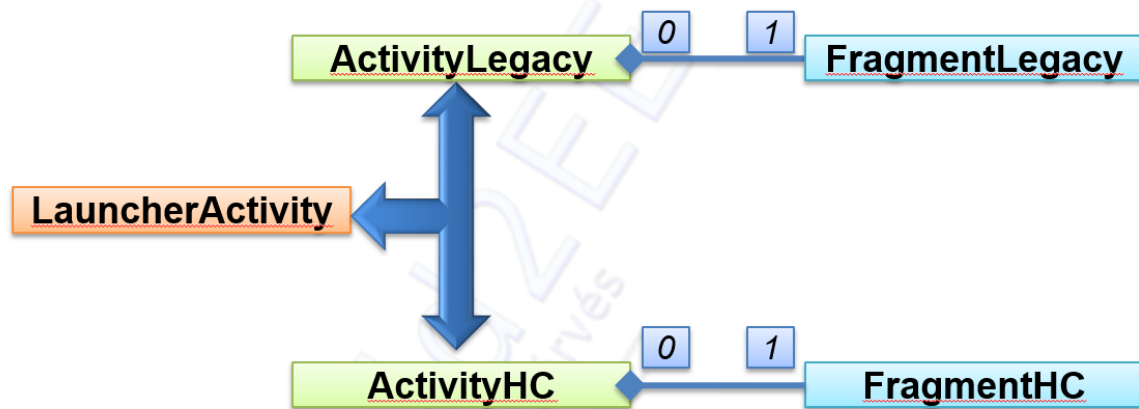 0 1
ActivityLegacy FragmentLegacy
LauncherActivity
0 1
ActivityHC FragmentHC